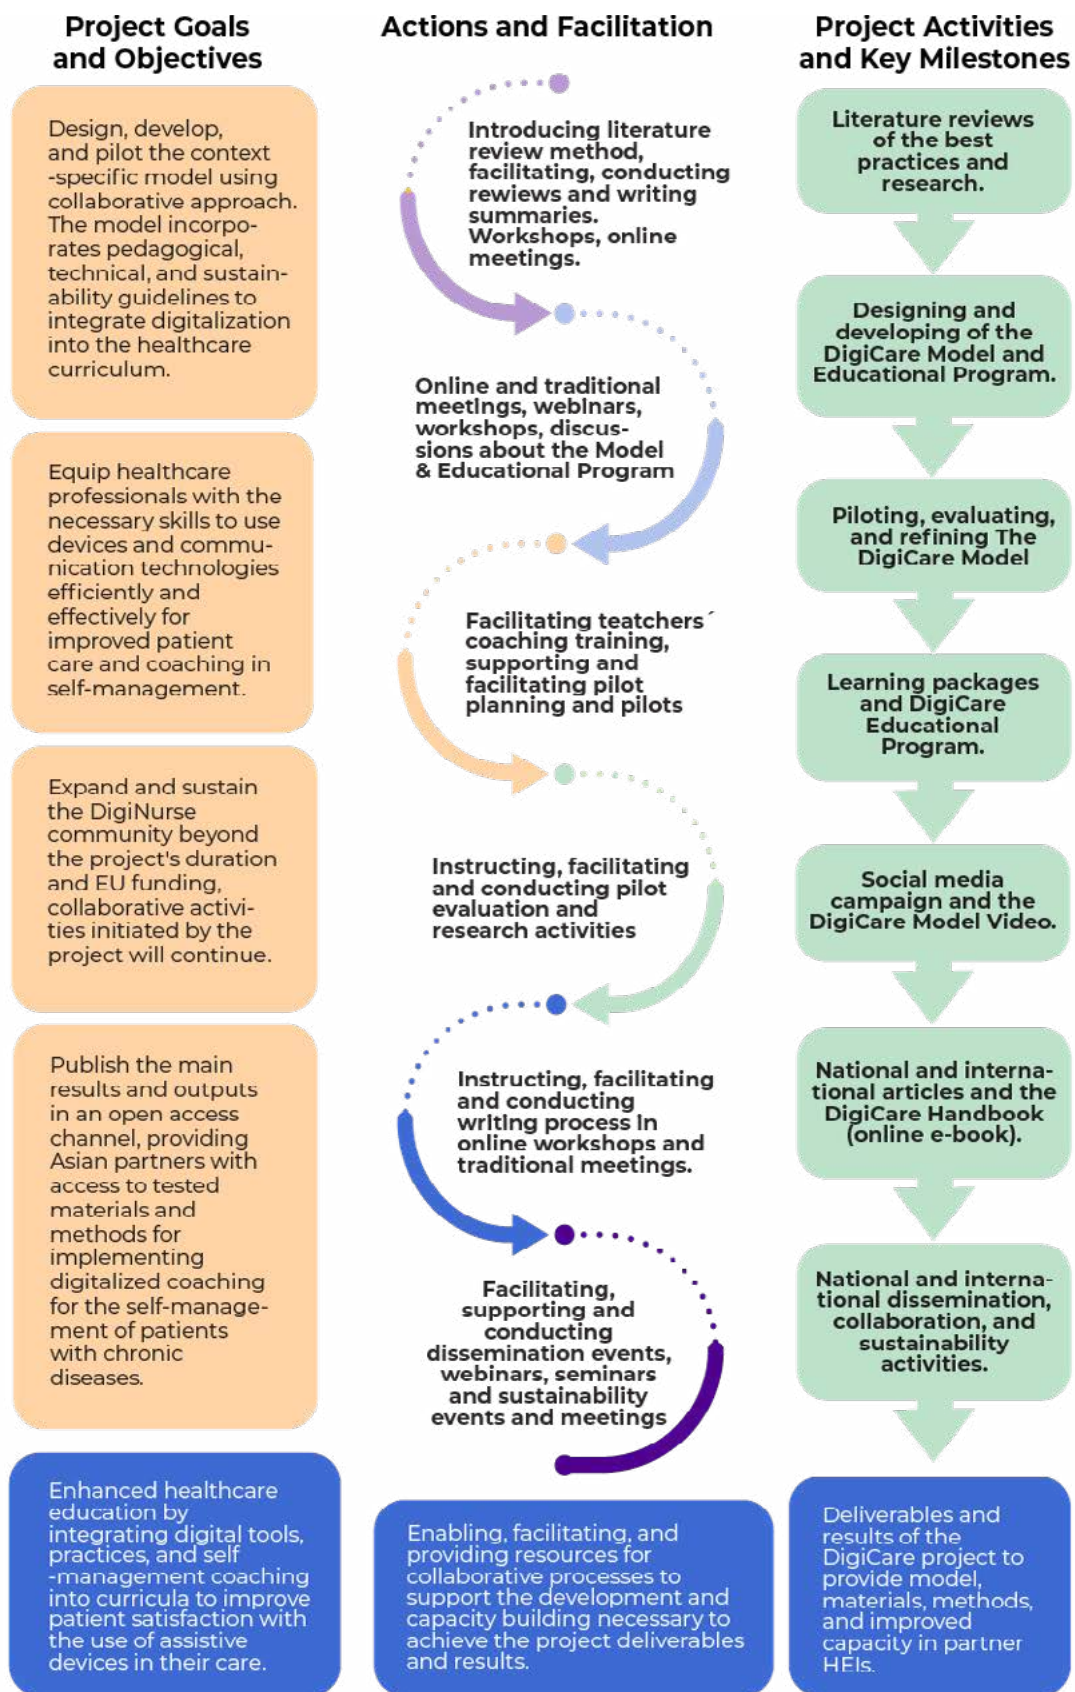 Project Goals
and Objectives
Design, develop,
and pilot the context
-specific model using
collaborative approach.
The model incorpo-
rates pedagogical,
technical, and sustain-
ability guidelines to
integrate digitalization
into the healthcare
curriculum.
Equip healthcare
professionals with the
necessary skills to use
devices and commu-
nication technologies
efficiently and
effectively for
improved patient
care and coaching in
self-management.
Expand and sustain
the DigiNurse
community beyond
the project's duration
and EU funding,
collaborative activi-
ties initiated by the
project will continue.
Publish the main
results and outputs
in an open access
channel, providing
Asian partners with
access to tested
materials and
methods for
implementing
digitalized coaching
for the self-manage-
ment of patients
with chronic
diseases.
Enhanced healthcare
education by
integrating digital tools,
practices, and self
-management coaching
into curricula to improve
patient satisfaction with
the use of assistive
devices in their care.
Actions and Facilitation
Introducing literature
review method,
facilitating, conducting
rewiews and writing
summaries.
Workshops, online
meetings.
Online and traditional
meetings, webinars,
workshops, discus-
sions about the Model
& Educational Program
Facilitating teatchers´
coaching training,
supporting and
facilitating pilot
planning and pilots
Instructing, facilitating
and conducting pilot
evaluation and
research activities
Instructing, facilitating
and conducting
writing process in
online workshops and
traditional meetings.
Facilitating,
supporting and
conducting
dissemination events,
webinars, seminars
and sustainability
events and meetings
Enabling, facilitating, and
providing resources for
collaborative processes to
support the development and
capacity building necessary to
achieve the project deliverables
and results.
Project Activities
and Key Milestones
Literature reviews
of the best
practices and
research.
Designing and
developing of the
DigiCare Model and
Educational Program.
Piloting, evaluating,
and refining The
DigiCare Model
Learning packages
and DigiCare
Educational
Program.
Social media
campaign and the
DigiCare Model Video.
National and interna-
tional articles and the
DigiCare Handbook
(online e-book).
National and interna-
tional dissemination,
collaboration, and
sustainability
activities.
Deliverables and
results of the
DigiCare project to
provide model,
materials, methods,
and improved
capacity in partner
HEIs.